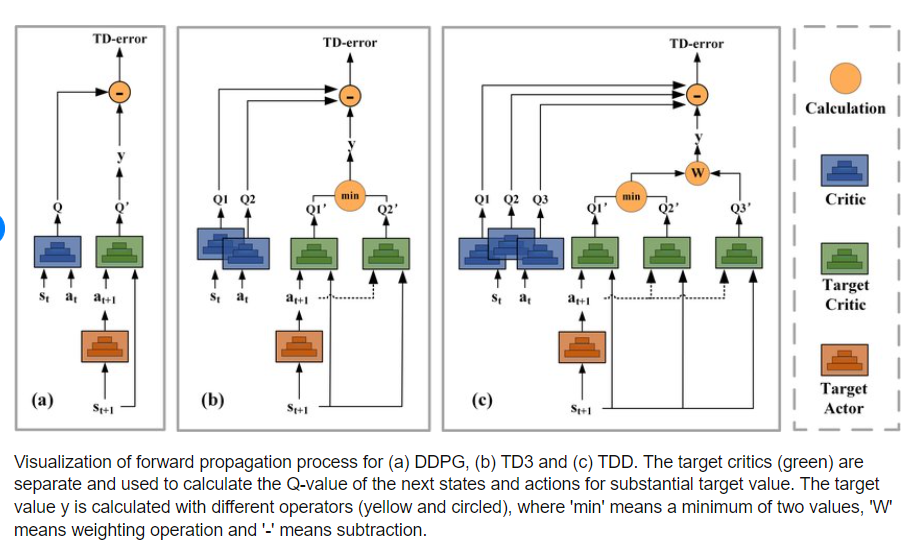 TD-error
-
y
Q
Q'
sₜ aₜ aₜ₊₁
sₜ₊₁
(a)
TD-error
-
y
Q1 Q2
Q1'
min
Q2'
sₜ aₜ aₜ₊₁
sₜ₊₁
(b)
TD-error
-
y
W
Q1 Q2 Q3
Q1'
min
Q2'
Q3'
sₜ aₜ aₜ₊₁
sₜ₊₁
(c)
Calculation
Critic
Target
Critic
Target
Actor
Visualization of forward propagation process for (a) DDPG, (b) TD3 and (c) TDD. The target critics (green) are
separate and used to calculate the Q-value of the next states and actions for substantial target value. The target
value y is calculated with different operators (yellow and circled), where 'min' means a minimum of two values, 'W'
means weighting operation and '-' means subtraction.